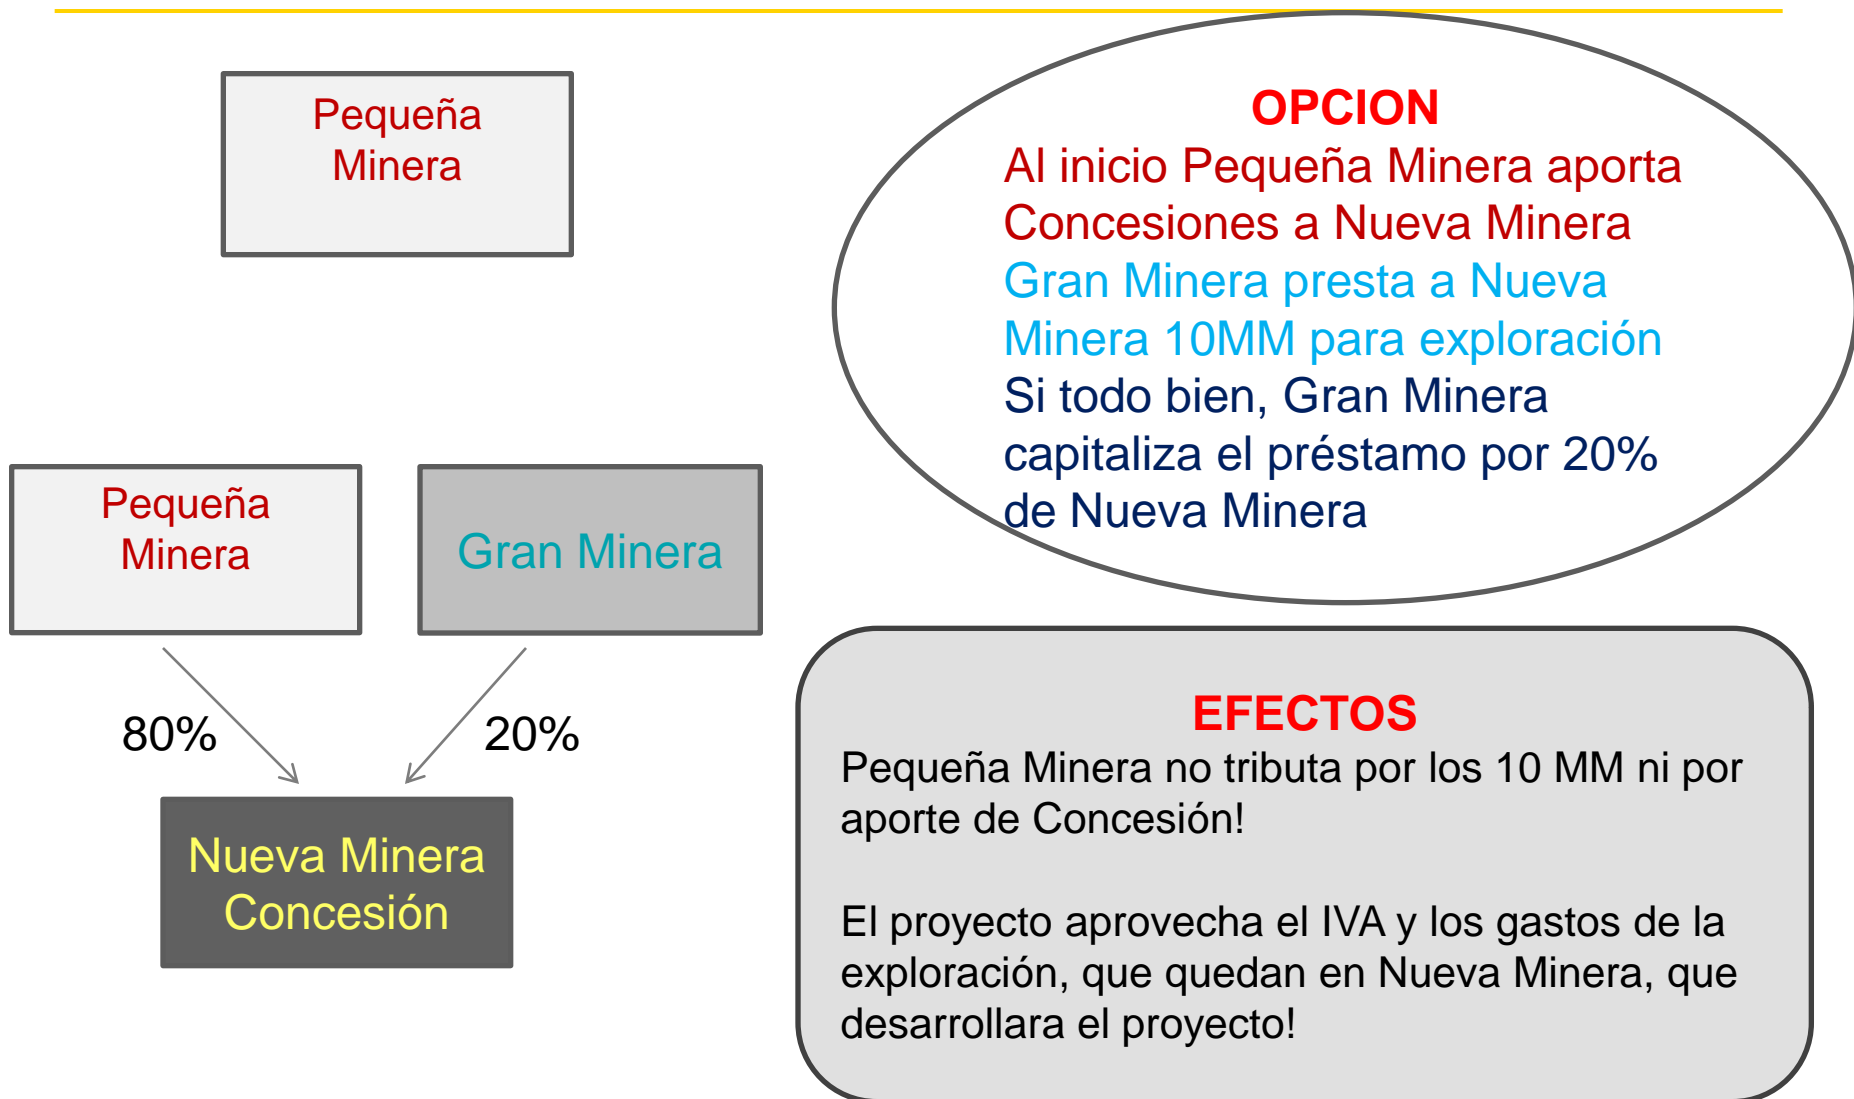 Pequeña
Minera
OPCION
Al inicio Pequeña Minera aporta
Concesiones a Nueva Minera
Gran Minera presta a Nueva
Minera 10MM para exploración
Si todo bien, Gran Minera
capitaliza el préstamo por 20%
de Nueva Minera
Pequeña
Minera
Gran Minera
80%
20%
Nueva Minera
Concesión
EFECTOS
Pequeña Minera no tributa por los 10 MM ni por
aporte de Concesión!
El proyecto aprovecha el IVA y los gastos de la
exploración, que quedan en Nueva Minera, que
desarrollara el proyecto!